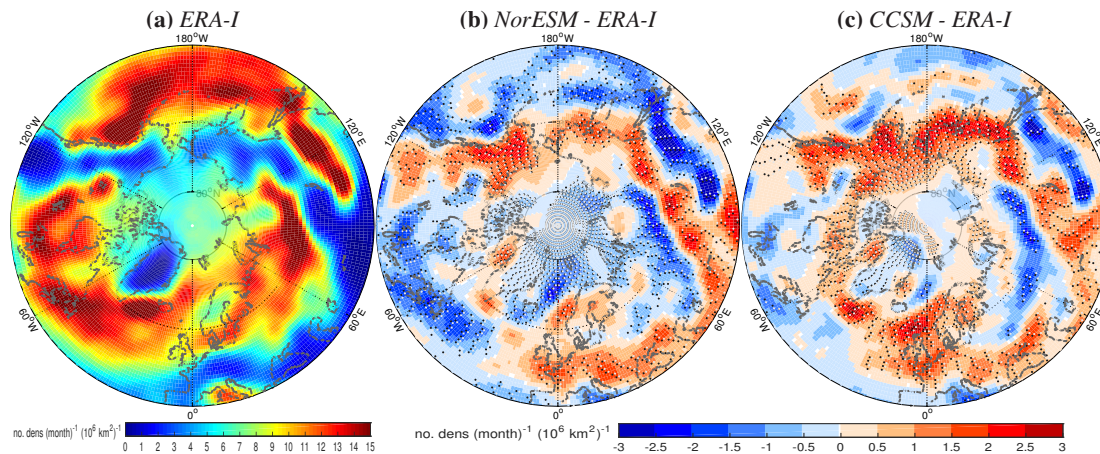 (a) ERA-I (b) NorESM - ERA-I (c) CCSM - ERA-I
180°W 180°W 180°W
120°W 120°E 120°W 120°E 120°W 120°E
80°N 80°N 80°N
60°W 60°E 60°W 60°E 60°W 60°E
0° 0° 0°
no. dens (month)⁻¹ (10⁶ km²)⁻¹ 0 1 2 3 4 5 6 7 8 9 10 11 12 13 14 15
no. dens (month)⁻¹ (10⁶ km²)⁻¹ -3 -2.5 -2 -1.5 -1 -0.5 0 0.5 1 1.5 2 2.5 3